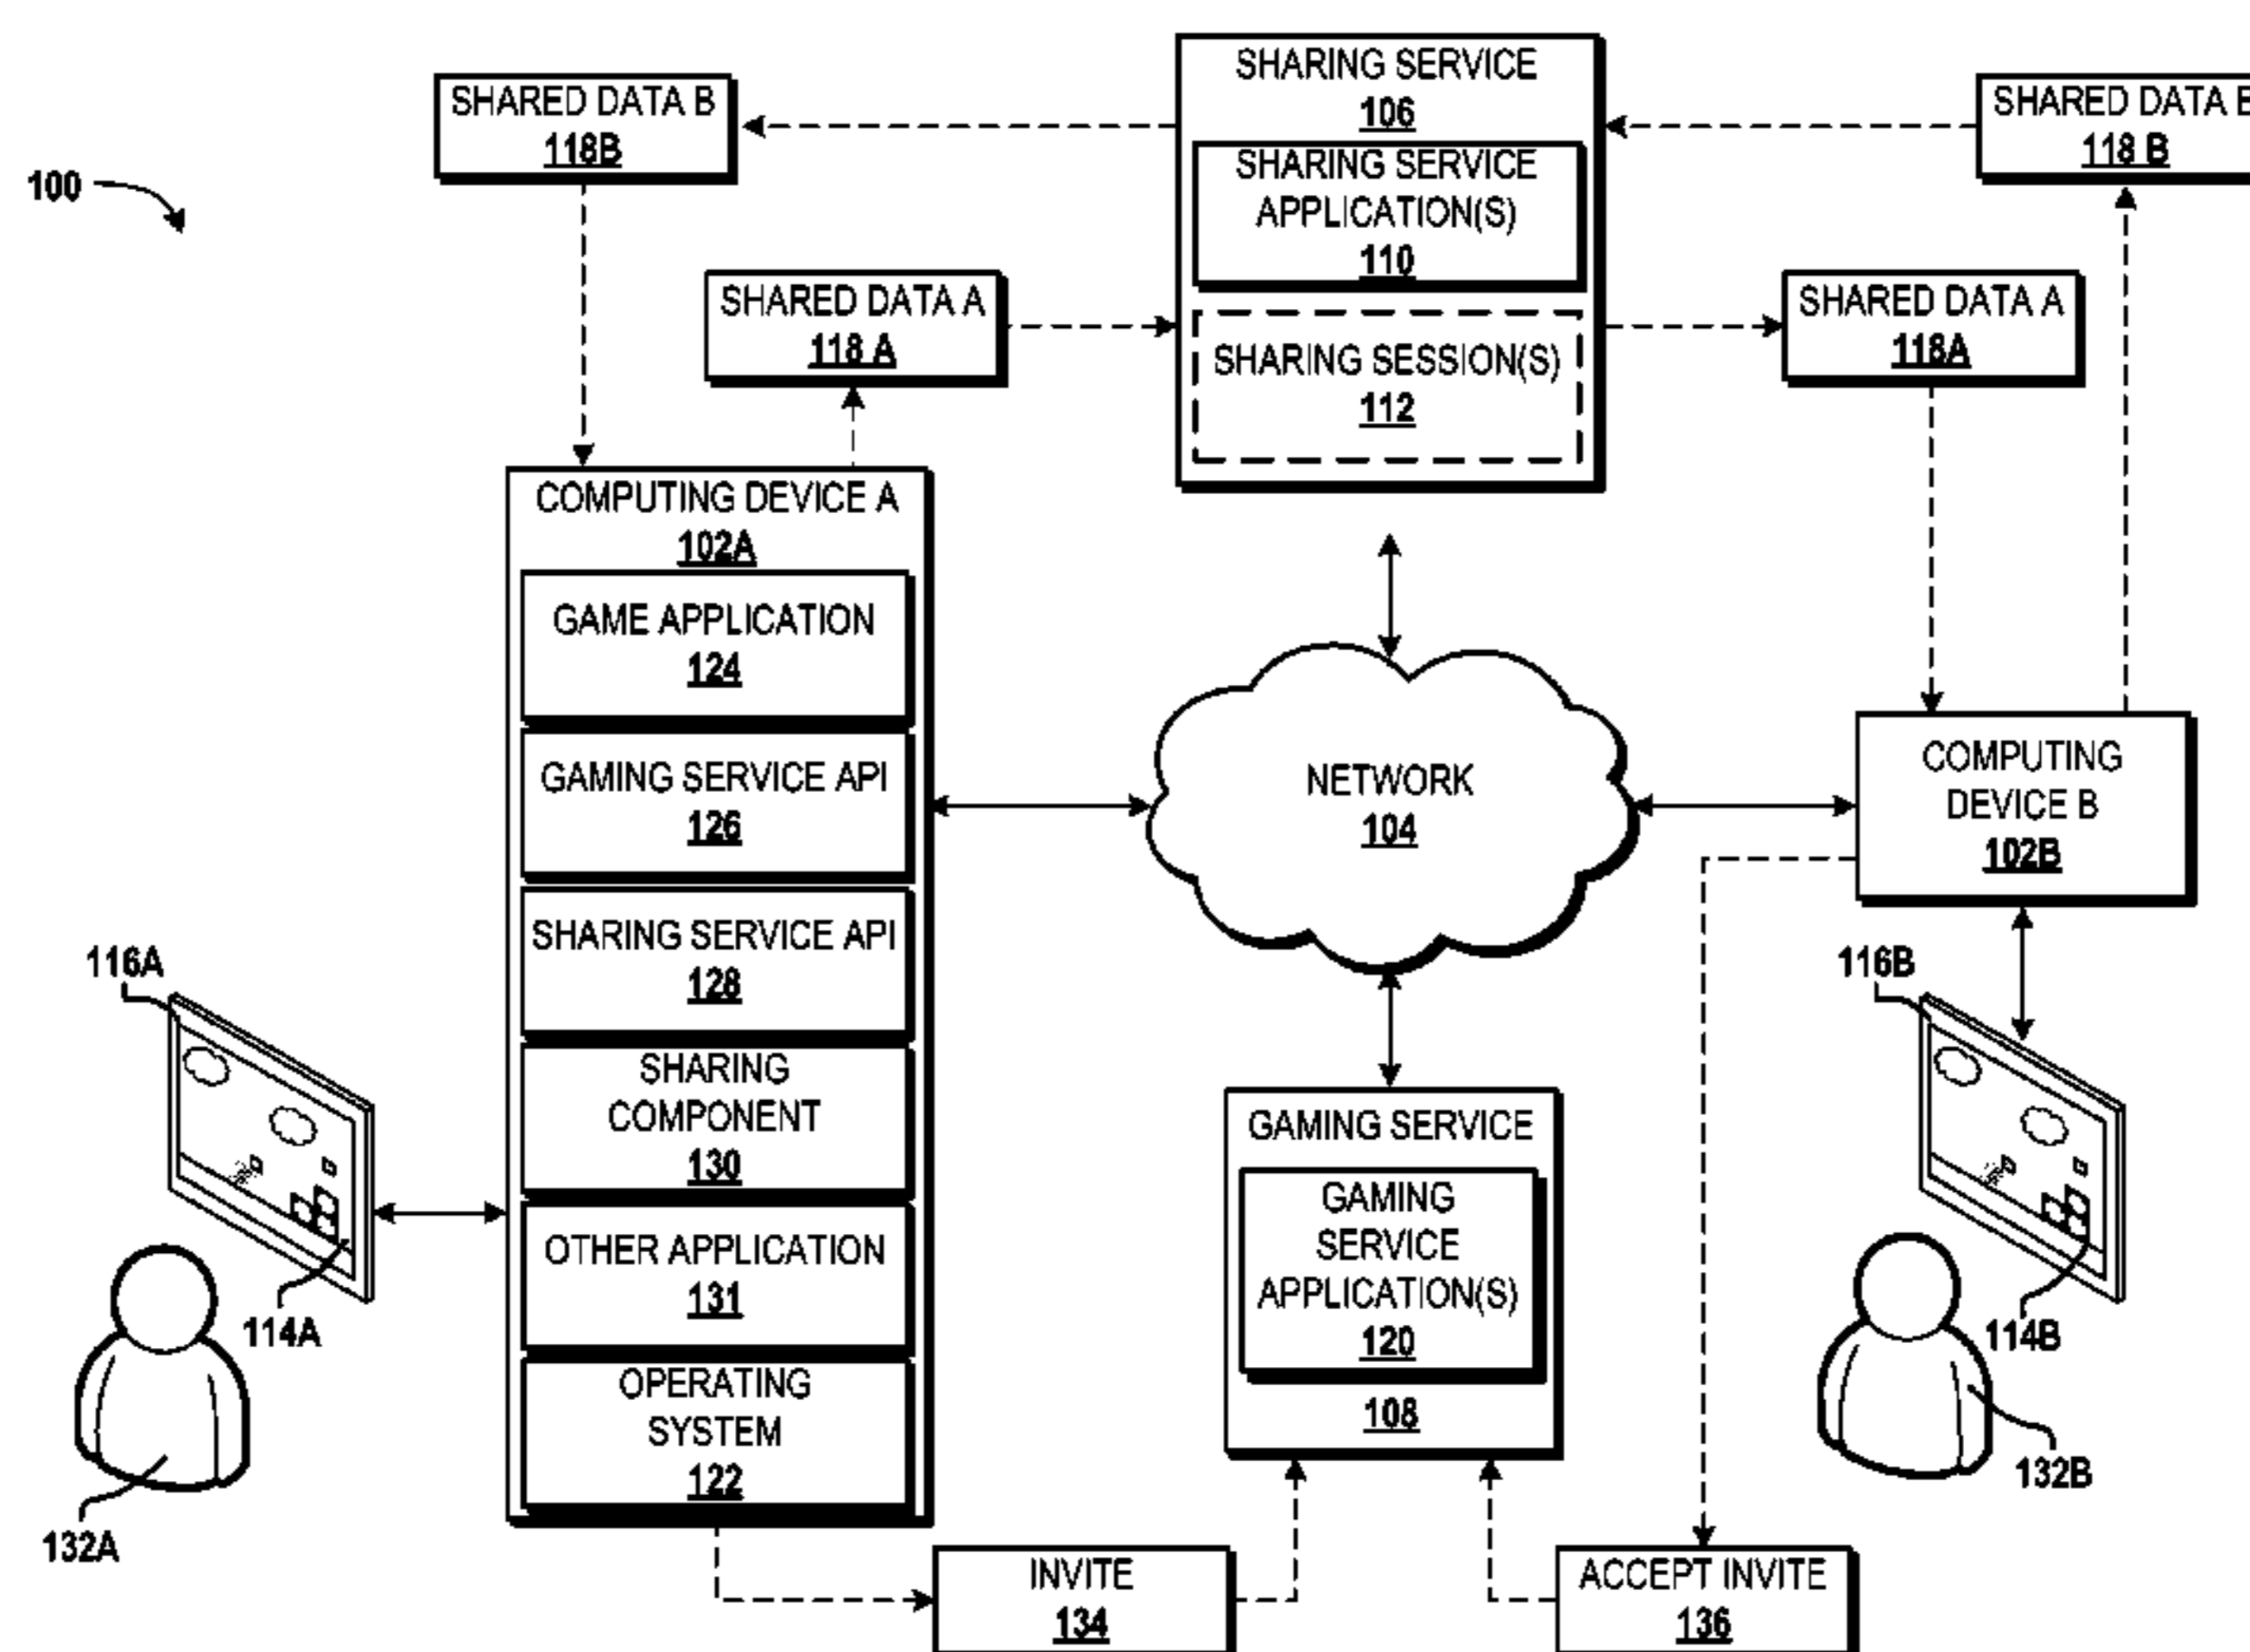 100
SHARED DATA B
118B
SHARED DATA A
118 A
SHARING SERVICE
106
SHARING SERVICE
APPLICATION(S)
110
SHARING SESSION(S)
112
SHARED DATA B
118 B
SHARED DATA A
118A
COMPUTING DEVICE A
102A
GAME APPLICATION
124
GAMING SERVICE API
126
SHARING SERVICE API
128
SHARING
COMPONENT
130
OTHER APPLICATION
131
OPERATING
SYSTEM
122
NETWORK
104
COMPUTING
DEVICE B
102B
116A
114A
132A
GAMING SERVICE
GAMING
SERVICE
APPLICATION(S)
120
108
116B
114B
132B
INVITE
134
ACCEPT INVITE
136